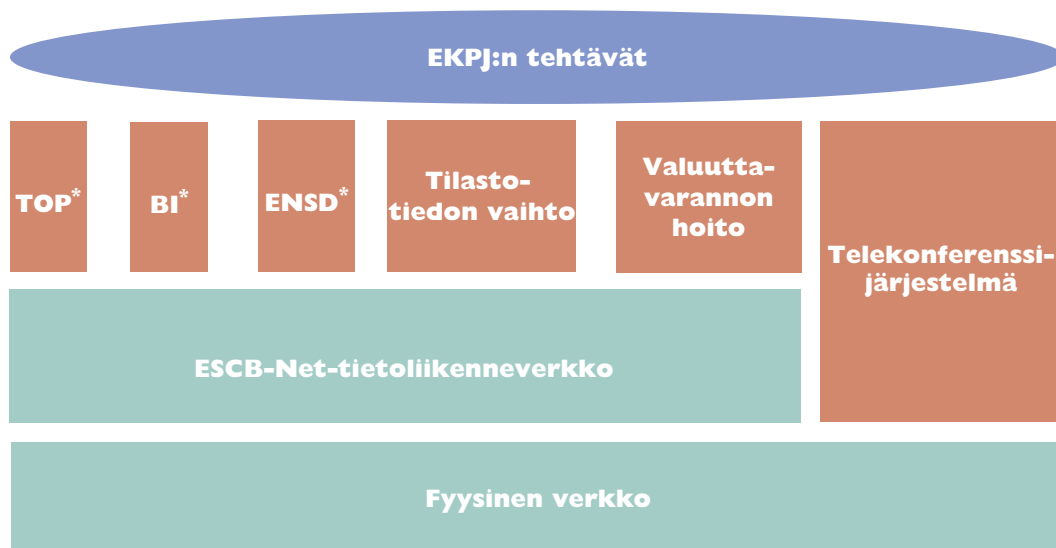 EKPJ:n tehtävät
TOP*
BI*
ENSD*
Tilasto-
tiedon vaihto
Valuutta-
varannon
hoito
Telekonferenssi-
järjestelmä
ESCB-Net-tietoliikenneverkko
Fyysinen verkko